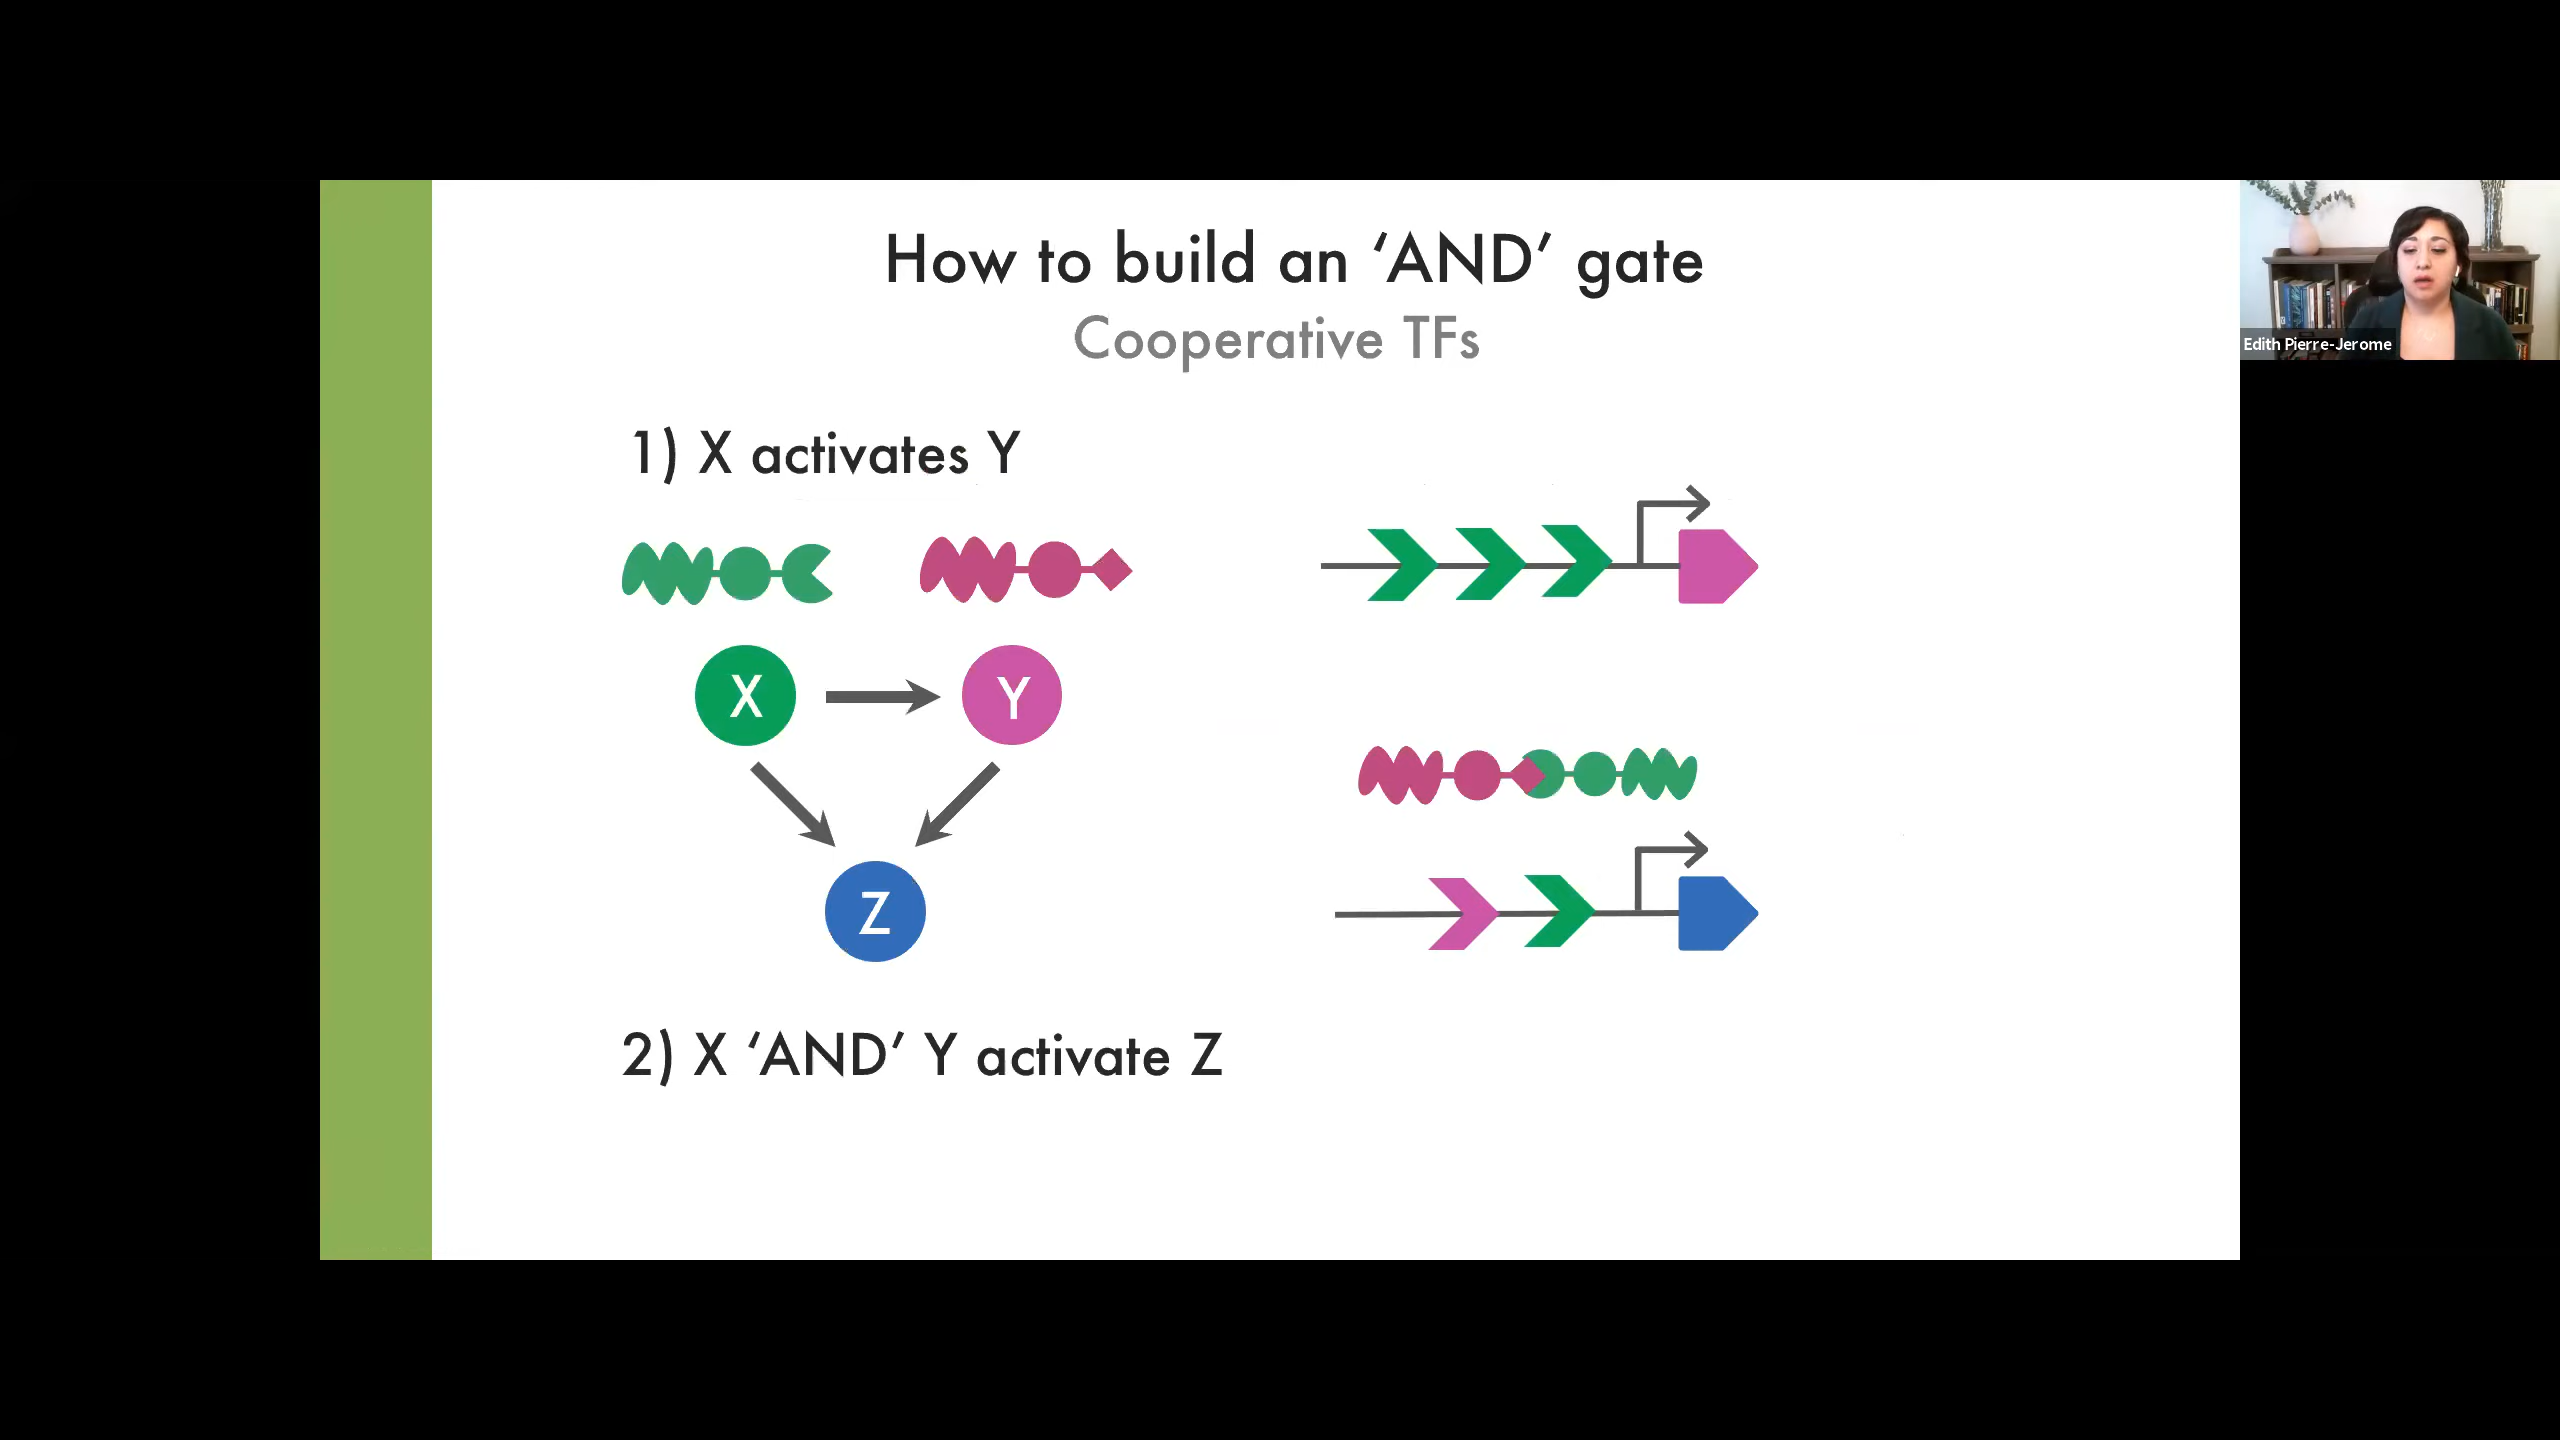 How to build an ‘AND’ gate
Cooperative TFs
Edith Pierre-Jerome
1) X activates Y
X
Y
Z
2) X ‘AND’ Y activate Z